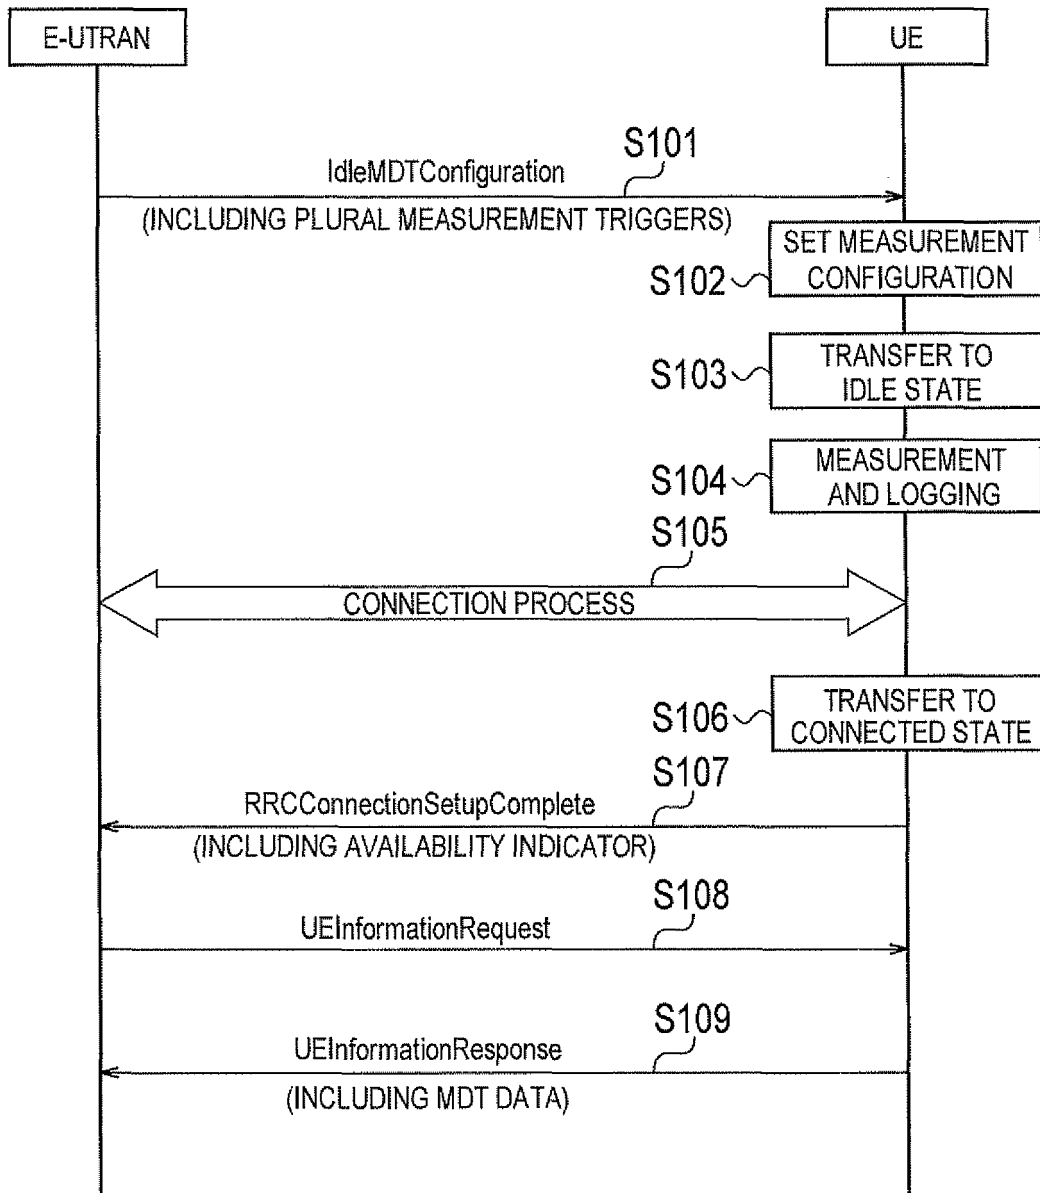 E-UTRAN
UE
S101
IdleMDTConfiguration
(INCLUDING PLURAL MEASUREMENT TRIGGERS)
SET MEASUREMENT
CONFIGURATION
S102
TRANSFER TO
IDLE STATE
S103
MEASUREMENT
AND LOGGING
S104
S105
CONNECTION PROCESS
TRANSFER TO
CONNECTED STATE
S106
S107
RRCConnectionSetupComplete
(INCLUDING AVAILABILITY INDICATOR)
S108
UEInformationRequest
S109
UEInformationResponse
(INCLUDING MDT DATA)